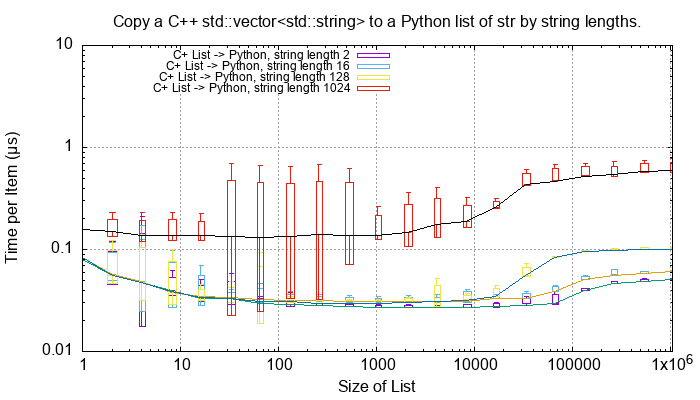 Copy a C++ std::vector<std::string> to a Python list of str by string lengths.
10
1
0.1
0.01
Time per Item (µs)
C+ List -> Python, string length 2
C+ List -> Python, string length 16
C+ List -> Python, string length 128
C+ List -> Python, string length 1024
1 10 100 1000 10000 100000 1x10⁶
Size of List